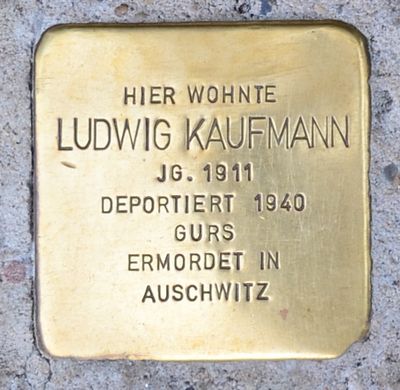 HIER WOHNTE
LUDWIG KAUFMANN
JG. 1911
DEPORTIERT 1940
GURS
ERMORDET IN
AUSCHWITZ